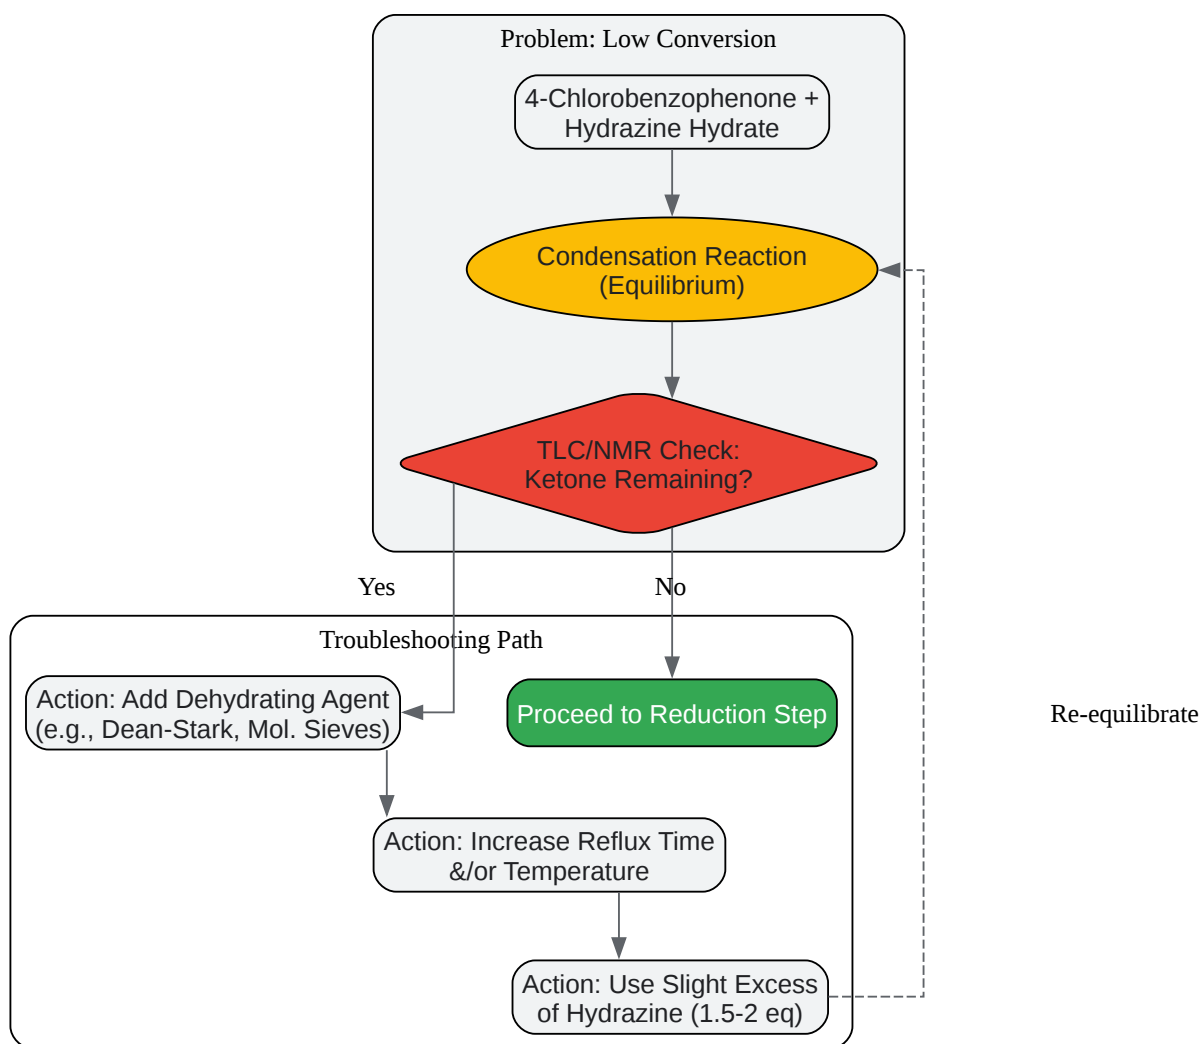 Problem: Low Conversion
4-Chlorobenzophenone +
Hydrazine Hydrate
Condensation Reaction
(Equilibrium)
TLC/NMR Check:
Ketone Remaining?
Yes
No
Troubleshooting Path
Action: Add Dehydrating Agent
(e.g., Dean-Stark, Mol. Sieves)
Proceed to Reduction Step
Re-equilibrate
Action: Increase Reflux Time
&/or Temperature
Action: Use Slight Excess
of Hydrazine (1.5-2 eq)